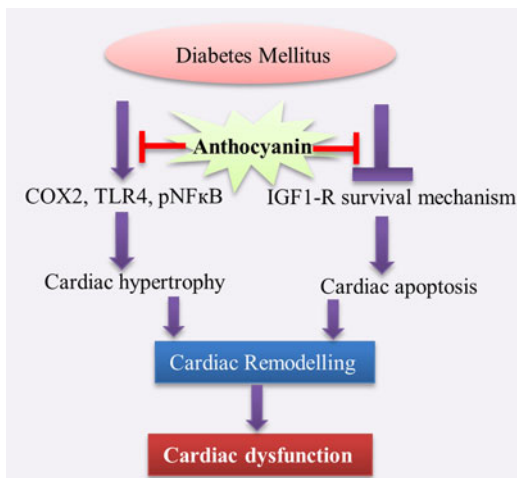 Diabetes Mellitus
Anthocyanin
COX2, TLR4, pNFκB
IGF1-R survival mechanism
Cardiac hypertrophy
Cardiac apoptosis
Cardiac Remodelling
Cardiac dysfunction